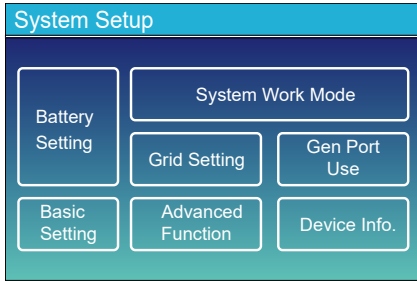 System Setup
Battery
Setting
System Work Mode
Grid Setting
Gen Port
Use
Basic
Setting
Advanced
Function
Device Info.